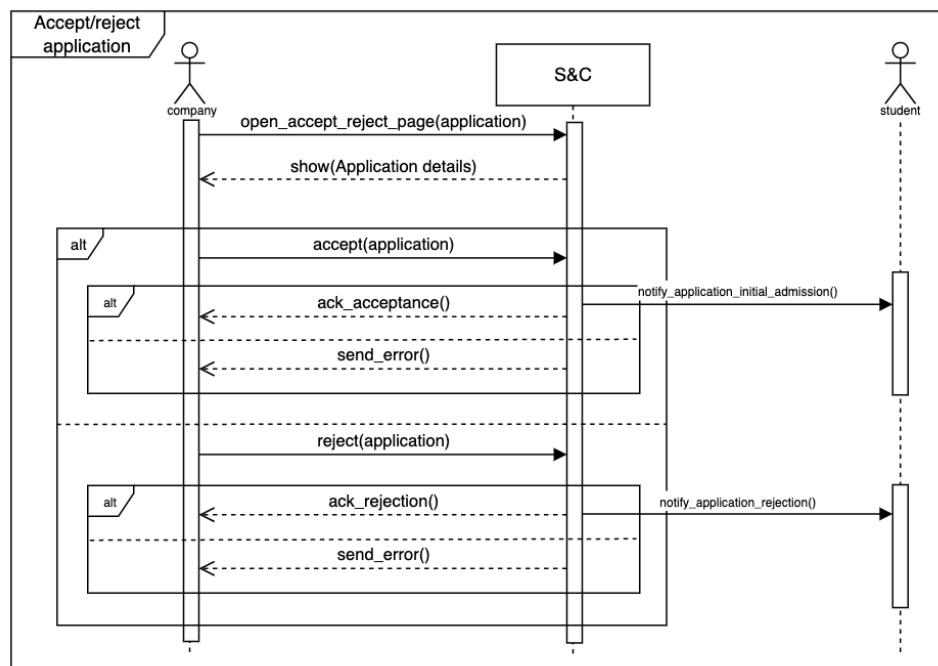 Accept/reject
application
company
S&C
student
open_accept_reject_page(application)
show(Application details)
alt
accept(application)
alt
notify_application_initial_admission()
ack_acceptance()
send_error()
reject(application)
alt
ack_rejection()
notify_application_rejection()
send_error()